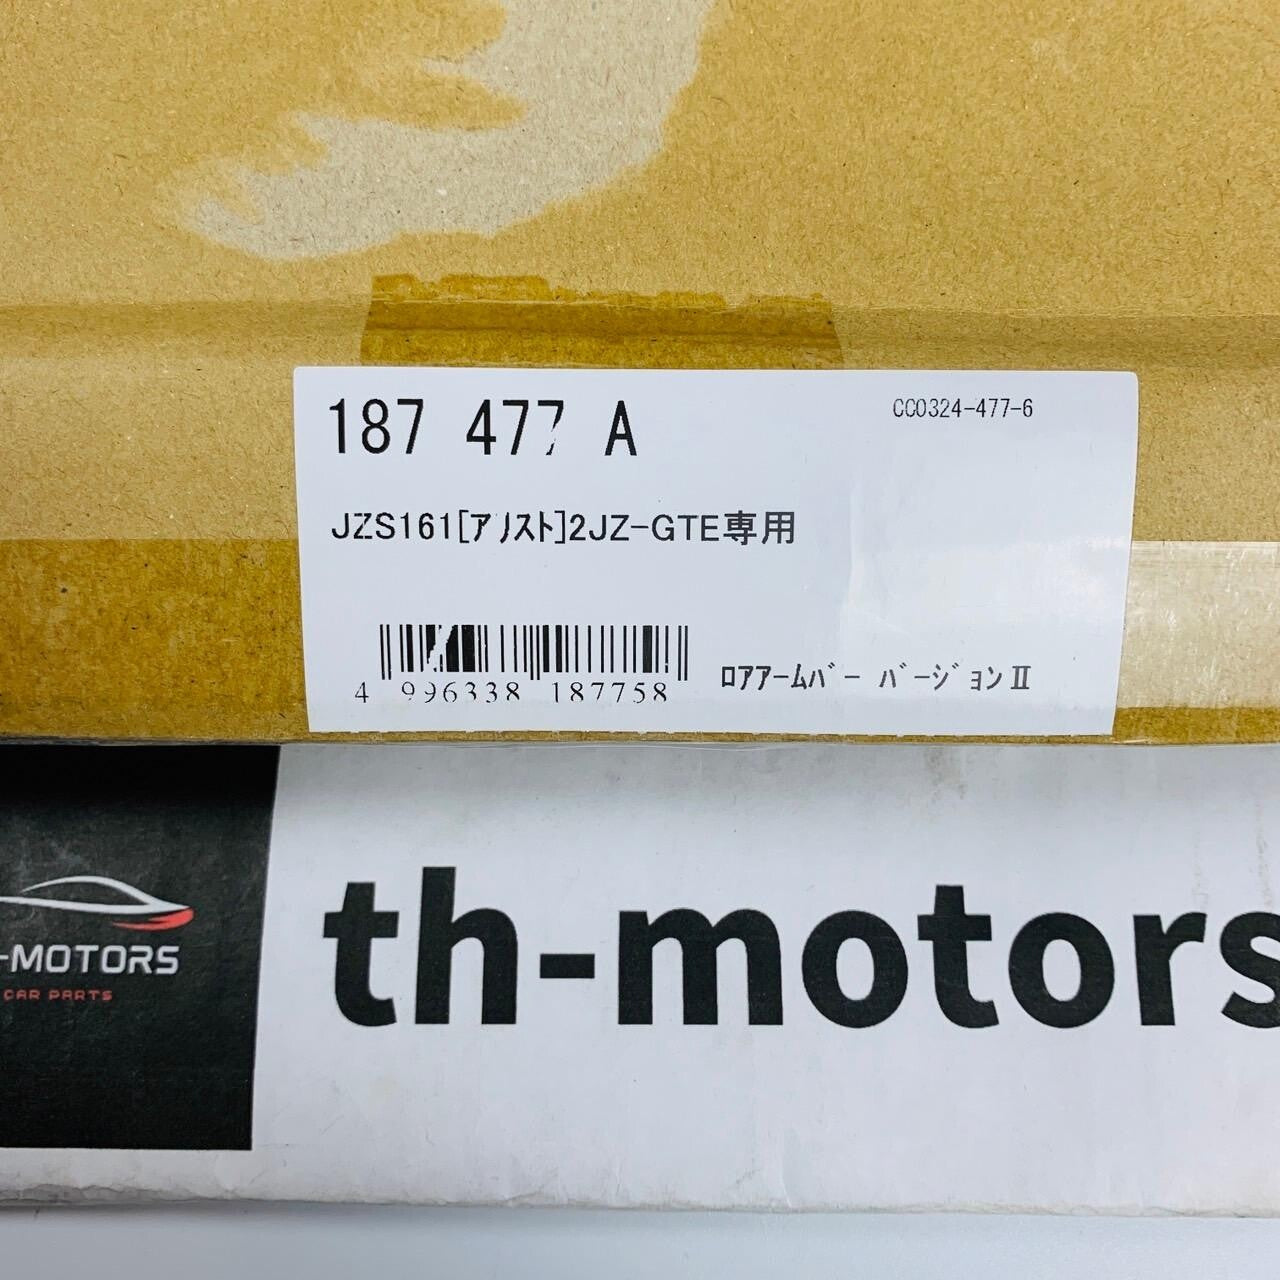 187 477 A
CC0324-477-6
JZS161[アリスト]2JZ-GTE専用
4 996338 187758
ロアアームバー バージョンⅡ
-MOTORS
CAR PARTS
th-motors